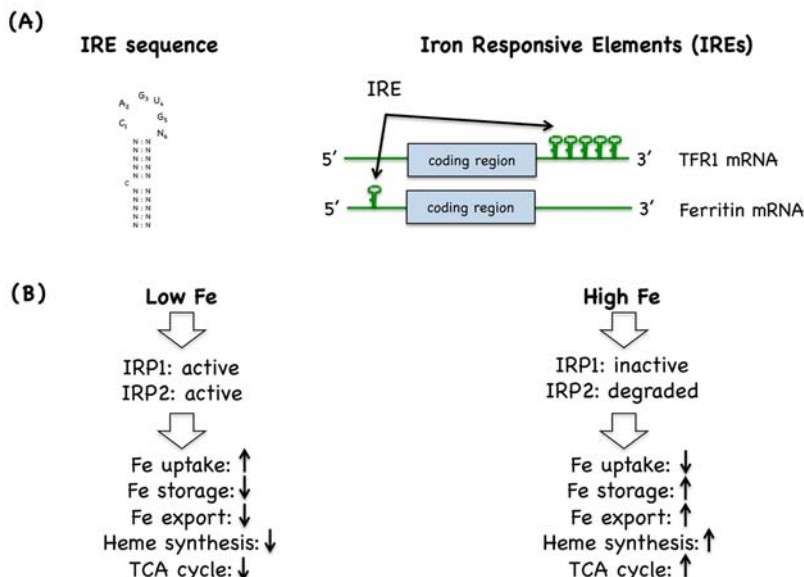 (A)
IRE sequence
Iron Responsive Elements (IREs)
G3
A2 U4
C1 G5
N6
N : N
N : N
N : N
N : N
N : N
C
N : N
N : N
N : N
N : N
N : N
IRE
5′ coding region 3′ TFR1 mRNA
5′ coding region 3′ Ferritin mRNA
(B)
Low Fe
IRP1: active
IRP2: active
Fe uptake: ↑
Fe storage: ↓
Fe export: ↓
Heme synthesis: ↓
TCA cycle: ↓
High Fe
IRP1: inactive
IRP2: degraded
Fe uptake: ↓
Fe storage: ↑
Fe export: ↑
Heme synthesis: ↑
TCA cycle: ↑